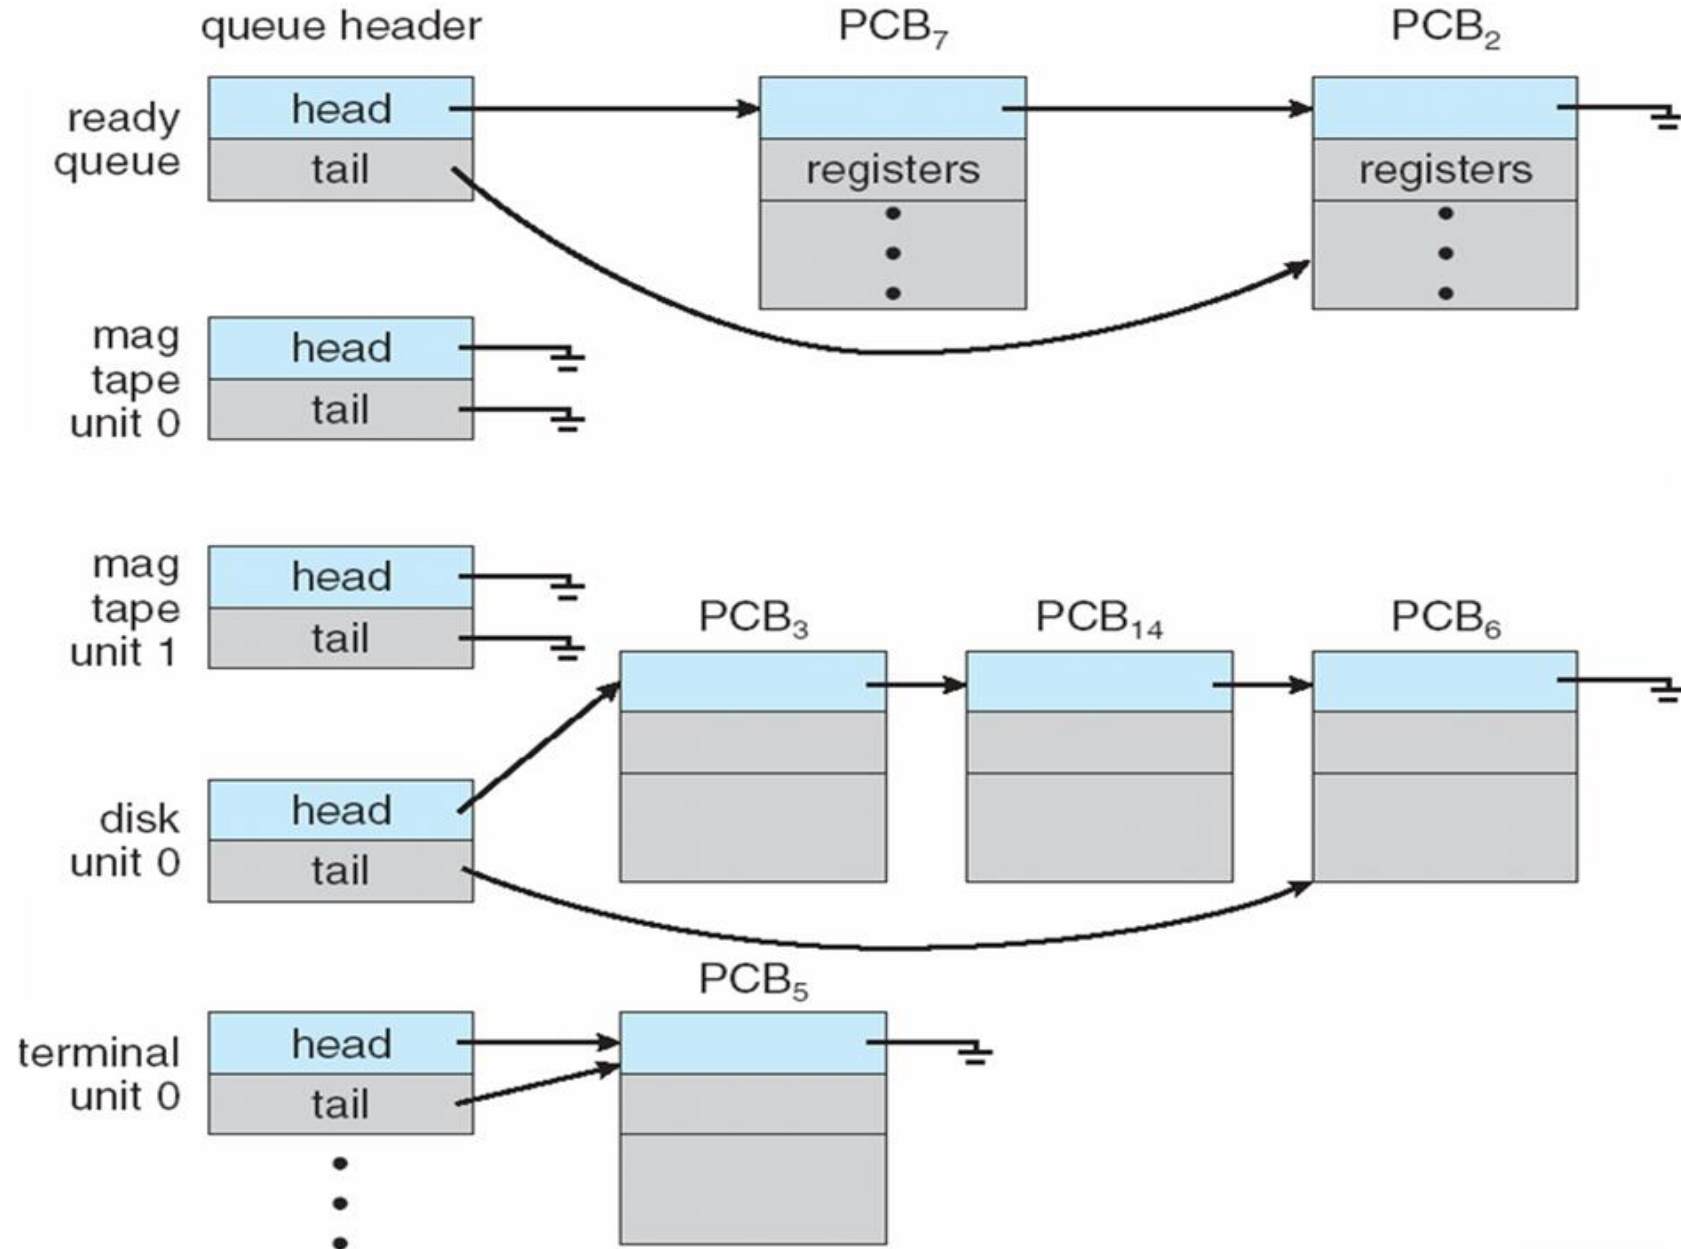 queue header
PCB₇
PCB₂
ready
queue
head
tail
registers
registers
mag
tape
unit 0
head
tail
mag
tape
unit 1
head
tail
PCB₃
PCB₁₄
PCB₆
disk
unit 0
head
tail
PCB₅
terminal
unit 0
head
tail